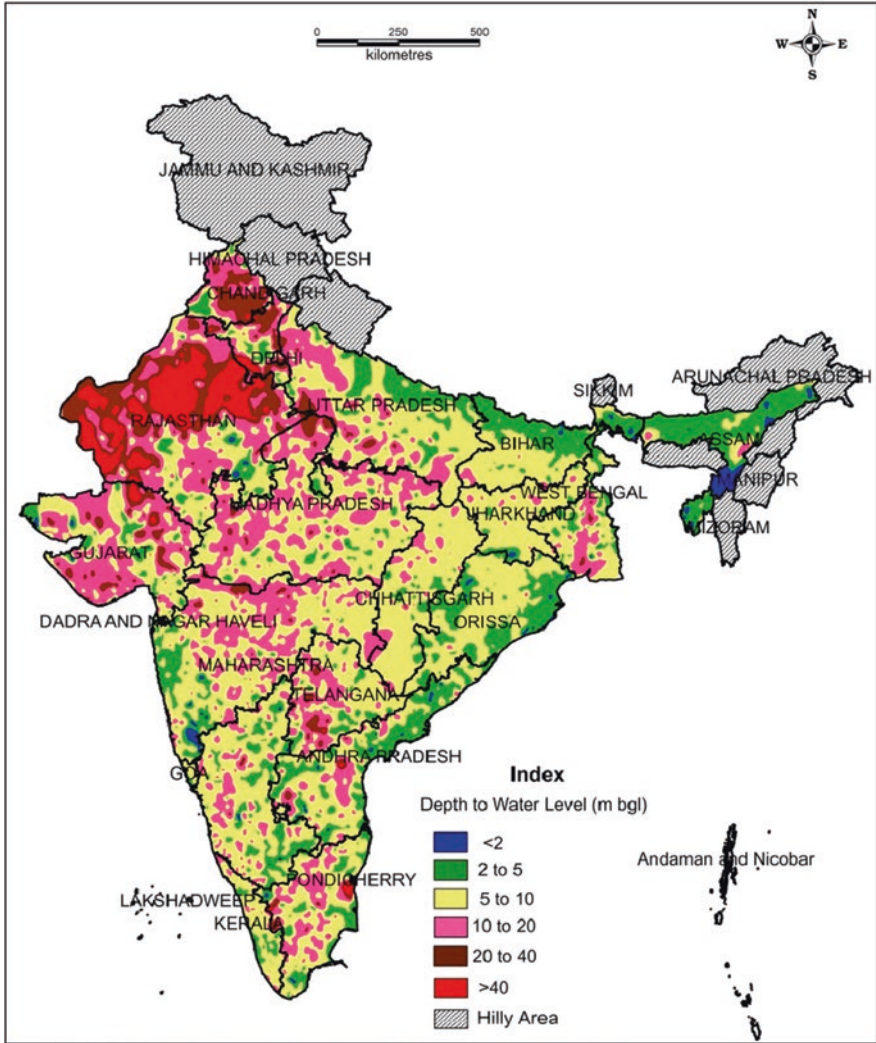 N
W E
S
0 250 500
kilometres
JAMMU AND KASHMIR
HIMACHAL PRADESH
CHANDIGARH
DELHI
ARUNACHAL PRADESH
SIKKIM
RAJASTHAN
UTTAR PRADESH
ASSAM
BIHAR
MANIPUR
WEST BENGAL
MADHYA PRADESH
JHARKHAND
MIZORAM
GUJARAT
CHHATTISGARH
DADRA AND NAGAR HAVELI
ORISSA
MAHARASHTRA
TELANGANA
ANDHRA PRADESH
GOA
Index
Depth to Water Level (m bgl)
<2
2 to 5
5 to 10
10 to 20
20 to 40
>40
Hilly Area
Andaman and Nicobar
PONDICHERRY
LAKSHADWEEP
KERALA